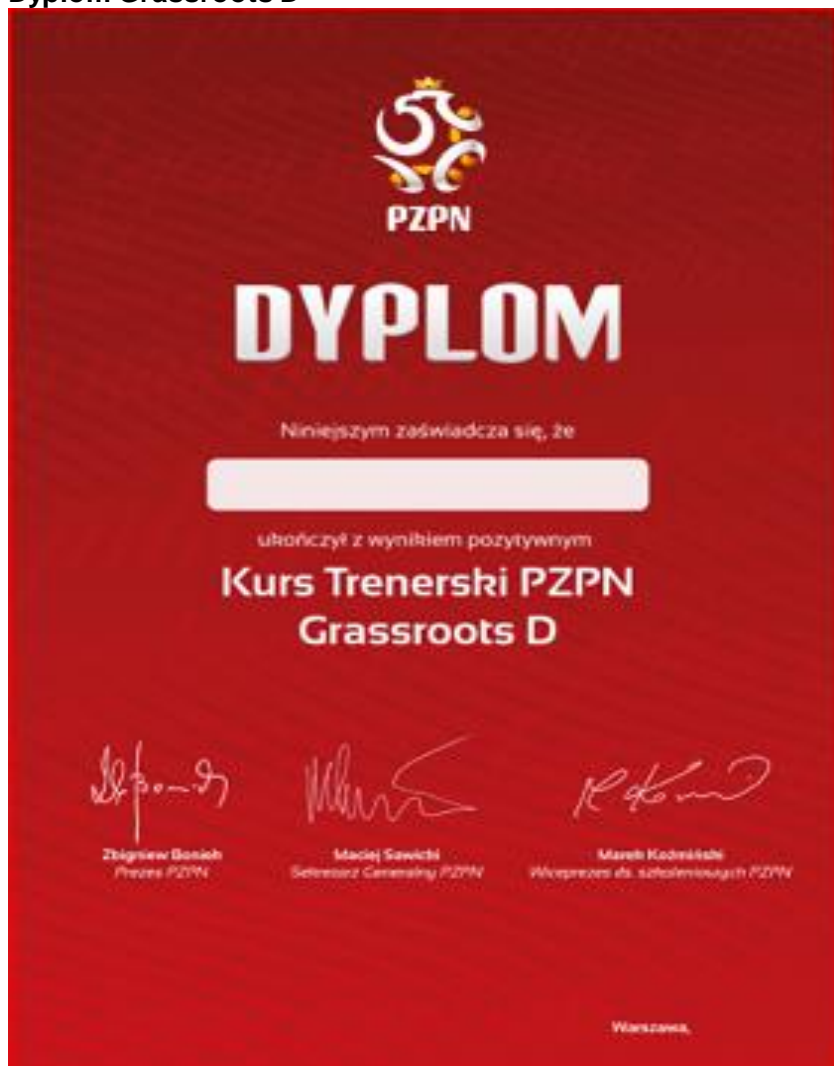 Dyplom Grassroots D
PZPN
DYPLOM
Niniejszym zaświadcza się, że
ukończył z wynikiem pozytywnym
Kurs Trenerski PZPN
Grassroots D
Zbigniew Boniek
Prezes PZPN
Maciej Sawicki
Sekretarz Generalny PZPN
Marek Koźmiński
Wiceprezes ds. szkoleniowych PZPN
Warszawa,